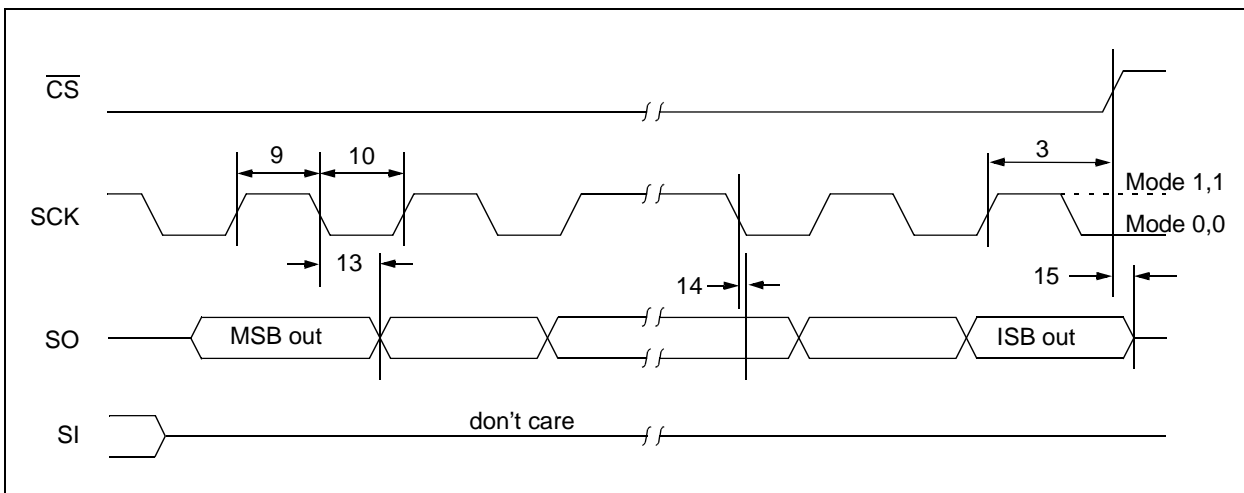 CS
9
10
3
Mode 1,1
SCK
Mode 0,0
13
14
15
SO
MSB out
ISB out
don't care
SI